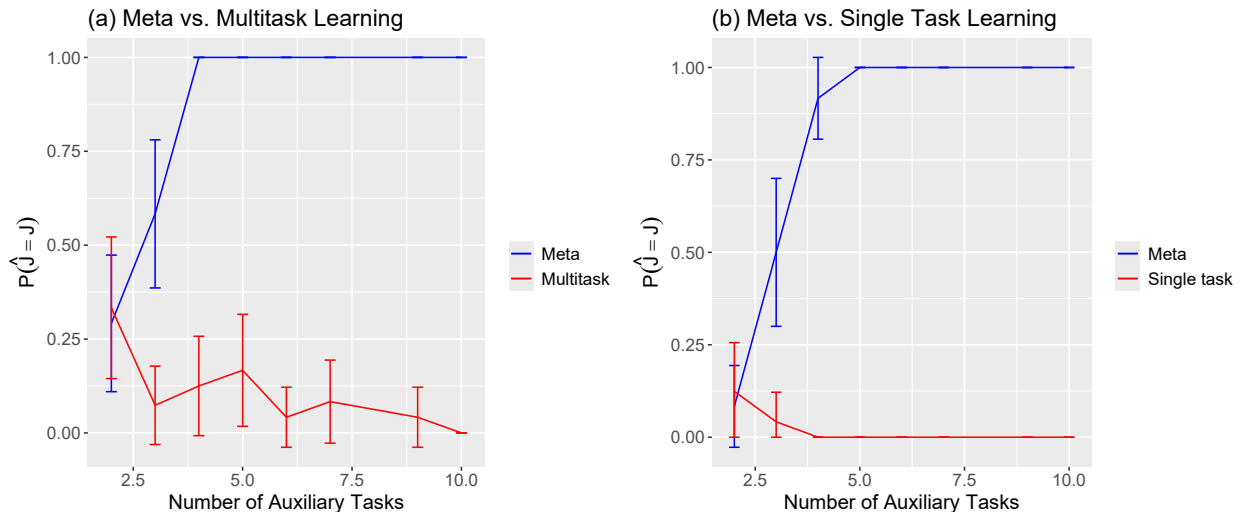 (a) Meta vs. Multitask Learning
P(Ĵ = J)
1.00
0.75
0.50
0.25
0.00
2.5 5.0 7.5 10.0
Number of Auxiliary Tasks
Meta
Multitask
(b) Meta vs. Single Task Learning
P(Ĵ = J)
1.00
0.75
0.50
0.25
0.00
2.5 5.0 7.5 10.0
Number of Auxiliary Tasks
Meta
Single task